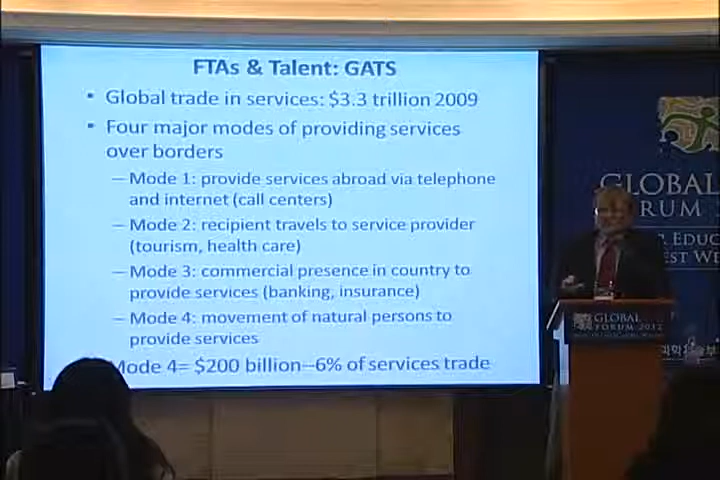 FTAs & Talent: GATS
• Global trade in services: $3.3 trillion 2009
• Four major modes of providing services
over borders
– Mode 1: provide services abroad via telephone
and internet (call centers)
– Mode 2: recipient travels to service provider
(tourism, health care)
– Mode 3: commercial presence in country to
provide services (banking, insurance)
– Mode 4: movement of natural persons to
provide services
Mode 4= $200 billion—6% of services trade
GLOBAL
RUM
EDUC
EST WE
GLOBAL
FORUM 2012